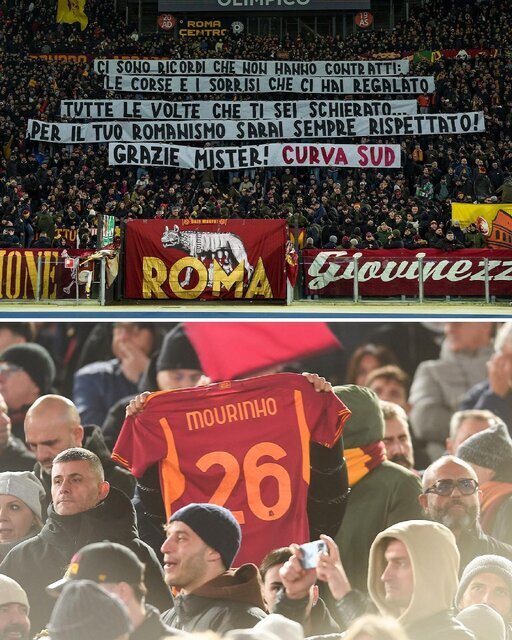 OLIMPICO
ROMA
CENTRO
CI SONO RICORDI CHE NON HANNO CONTRATTI:
LE CORSE E I SORRISI CHE CI HAI REGALATO
TUTTE LE VOLTE CHE TI SEI SCHIERATO...
PER IL TUO ROMANISMO SARAI SEMPRE RISPETTATO!
GRAZIE MISTER! CURVA SUD
MONE
ROMA
Giovinezz
MOURINHO
26